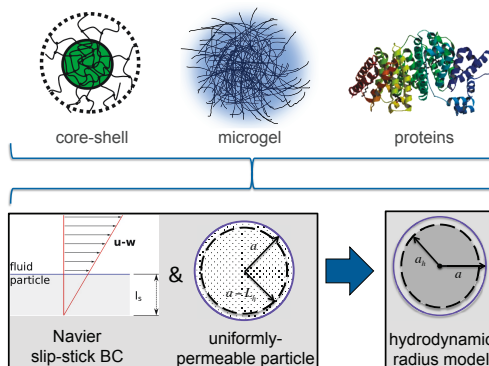 core-shell
microgel
proteins
u-w
fluid
particle
l_s
&
a
a − L_h
a_h
a
Navier
slip-stick BC
uniformly-
permeable particle
hydrodynamic
radius model